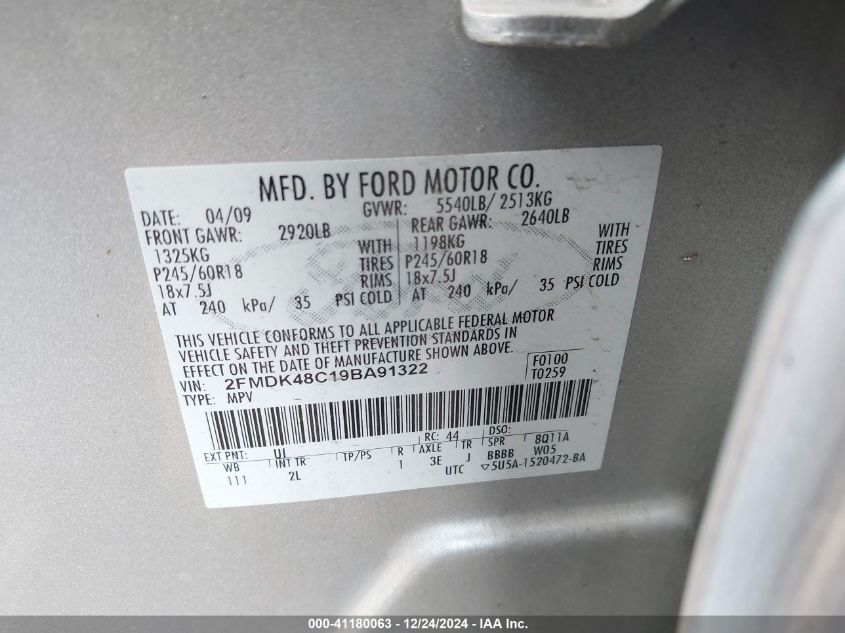 MFD. BY FORD MOTOR CO.
DATE: 04/09 GVWR: 5540LB/ 2513KG
FRONT GAWR: 2920LB REAR GAWR: 2640LB
1325KG WITH 1198KG WITH
P245/60R18 TIRES P245/60R18 TIRES
18x7.5J RIMS 18x7.5J RIMS
AT 240 kPa/ 35 PSI COLD AT 240 kPa/ 35 PSI COLD
THIS VEHICLE CONFORMS TO ALL APPLICABLE FEDERAL MOTOR
VEHICLE SAFETY AND THEFT PREVENTION STANDARDS IN
EFFECT ON THE DATE OF MANUFACTURE SHOWN ABOVE.
VIN: 2FMDK48C19BA91322 F0100
TYPE: MPV T0259
EXT PNT: UI RC: 44 DSO:
WB INT TR TP/PS R AXLE TR SPR 8Q11A
111 2L 1 3E J BBBB W05
UTC ▽5U5A-1520472-BA
000-41180063 - 12/24/2024 - IAA Inc.